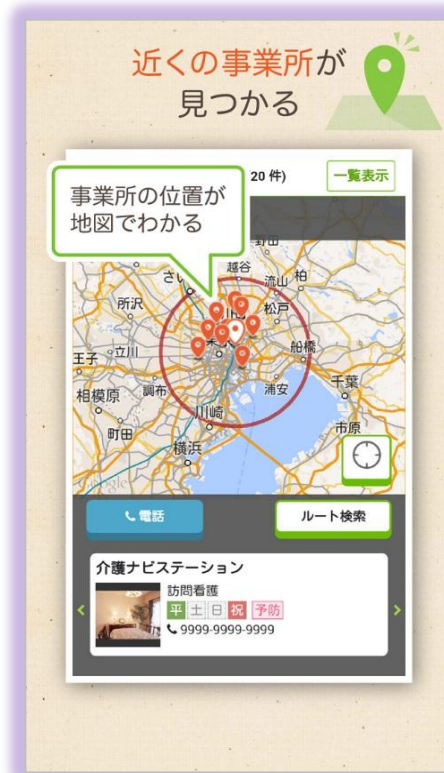 近くの事業所が
見つかる
事業所の位置が
地図でわかる
20 件)
一覧表示
野田
越谷
流山
柏
所沢
松戸
王子
立川
船橋
相模原
調布
浦安
千葉
川崎
町田
市原
横浜
Google
電話
ルート検索
介護ナビステーション
訪問看護
平 土 日 祝 予防
9999-9999-9999